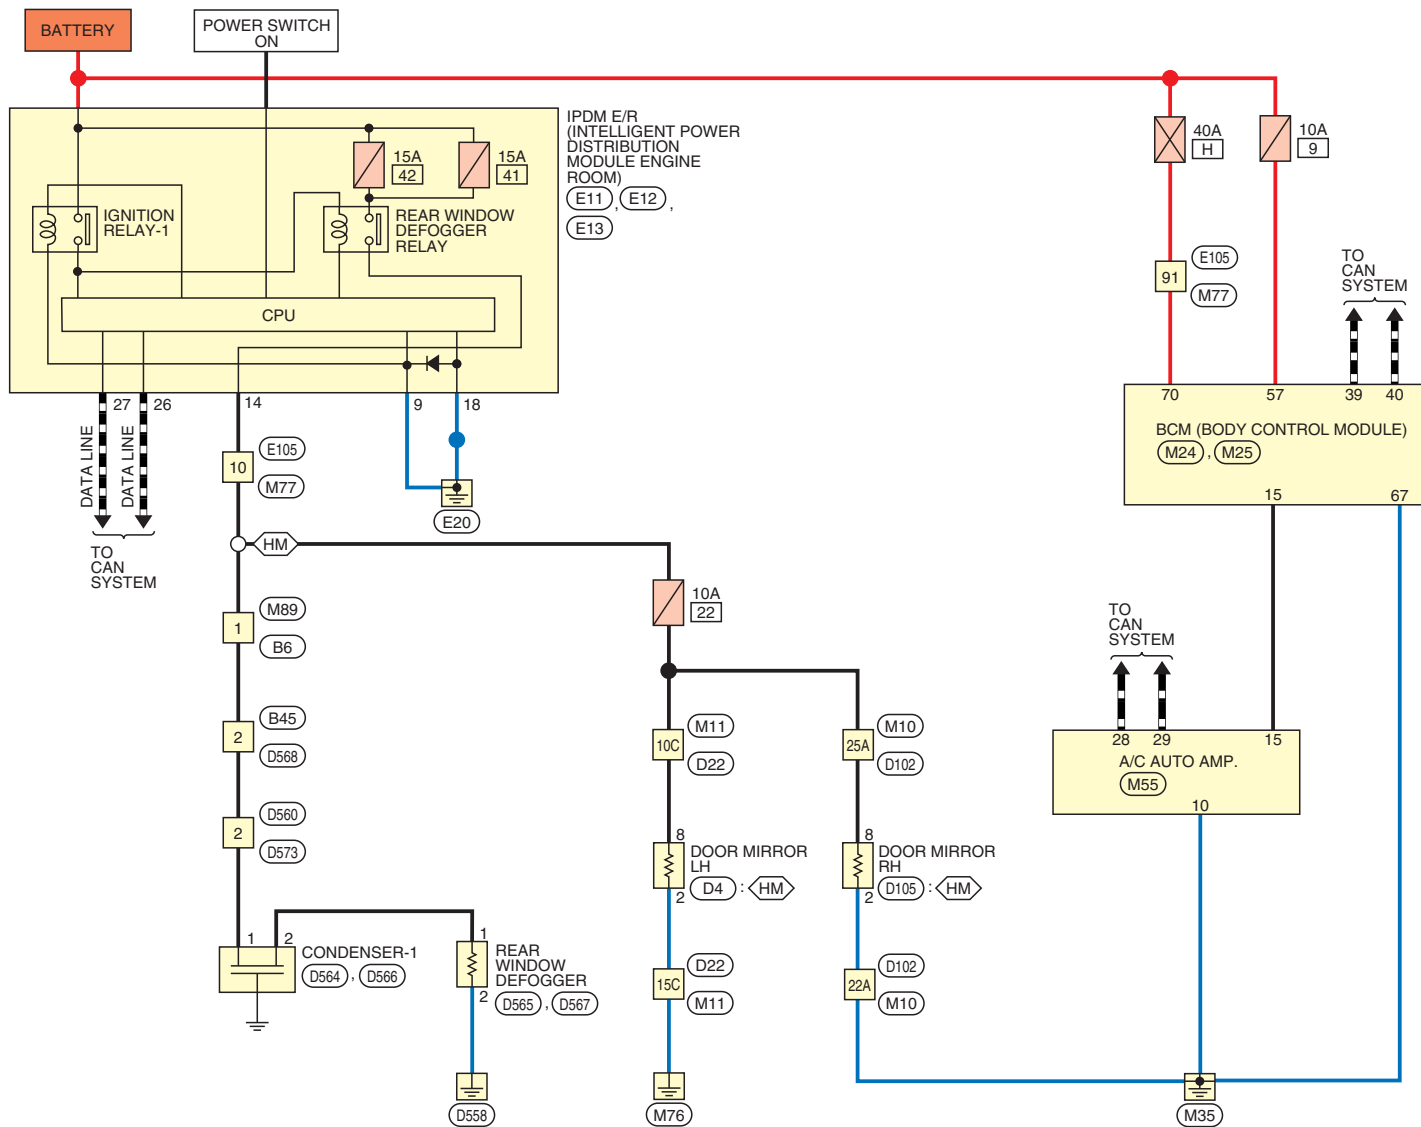 BATTERY
POWER SWITCH
ON
IPDM E/R
(INTELLIGENT POWER
DISTRIBUTION
MODULE ENGINE
ROOM)
E11 , E12 ,
E13
15A
42
15A
41
IGNITION
RELAY-1
REAR WINDOW
DEFOGGER
RELAY
CPU
40A
H
10A
9
91
E105
M77
TO
CAN
SYSTEM
70
57
39
40
BCM (BODY CONTROL MODULE)
M24 , M25
15
67
27
26
14
9
18
DATA LINE
DATA LINE
TO
CAN
SYSTEM
10
E105
M77
E20
HM
10A
22
1
M89
B6
2
B45
D568
2
D560
D573
10C
M11
D22
25A
M10
D102
TO
CAN
SYSTEM
28
29
15
A/C AUTO AMP.
M55
10
8
DOOR MIRROR
LH
D4 : HM
2
8
DOOR MIRROR
RH
D105 : HM
2
1
2
CONDENSER-1
D564 , D566
1
REAR
WINDOW
DEFOGGER
2
D565 , D567
15C
D22
M11
22A
D102
M10
D558
M76
M35